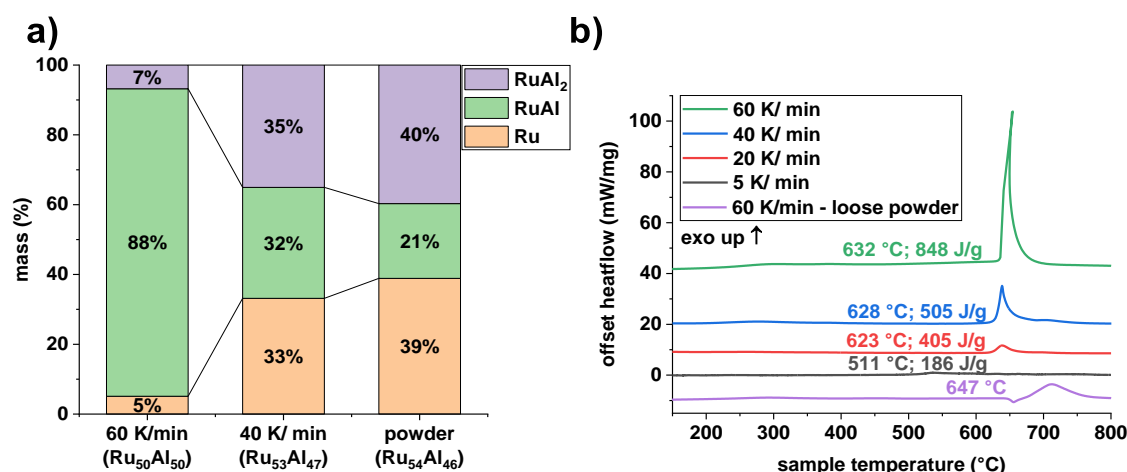 a)
mass (%)
100
80
60
40
20
0
7%
88%
5%
35%
32%
33%
40%
21%
39%
RuAl₂
RuAl
Ru
60 K/min
(Ru₅₀Al₅₀)
40 K/ min
(Ru₅₃Al₄₇)
powder
(Ru₅₄Al₄₆)
b)
offset heatflow (mW/mg)
120
100
80
60
40
20
0
60 K/ min
40 K/ min
20 K/ min
5 K/ min
60 K/min - loose powder
exo up ↑
632 °C; 848 J/g
628 °C; 505 J/g
623 °C; 405 J/g
511 °C; 186 J/g
647 °C
200 300 400 500 600 700 800
sample temperature (°C)